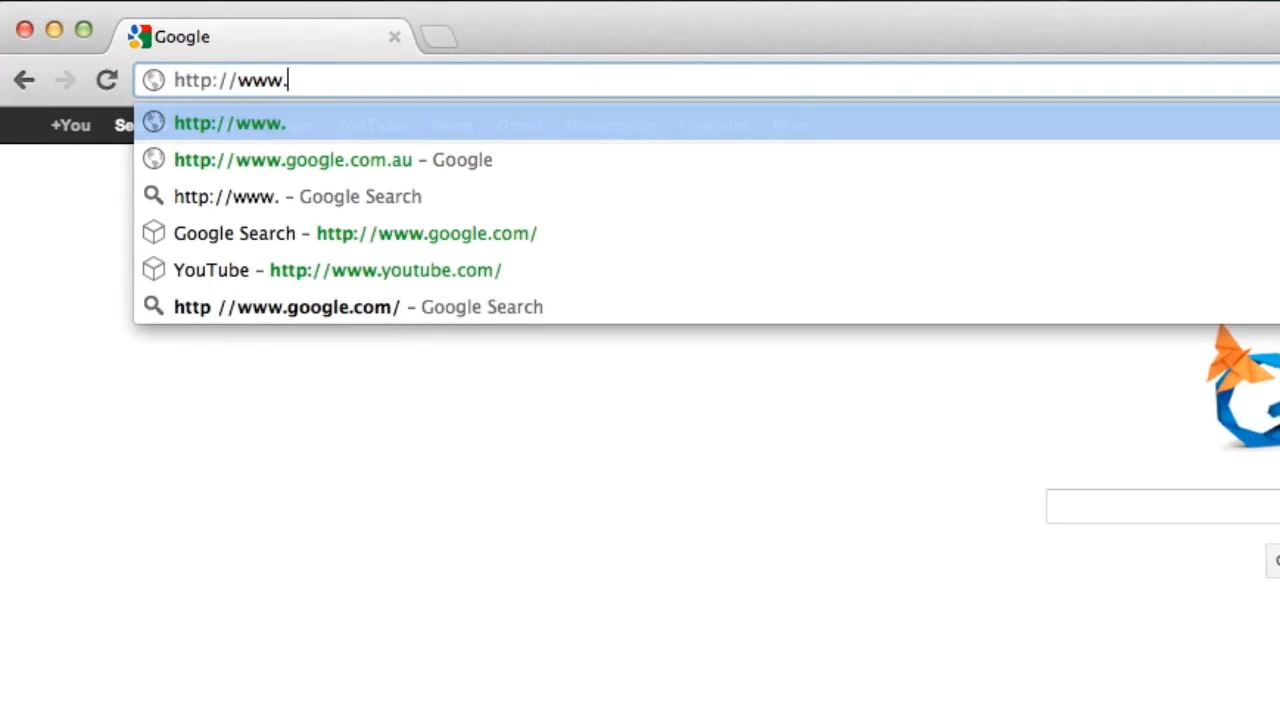 Google
http://www.
+You
http://www.
http://www.google.com.au – Google
http://www. – Google Search
Google Search – http://www.google.com/
YouTube – http://www.youtube.com/
http //www.google.com/ – Google Search